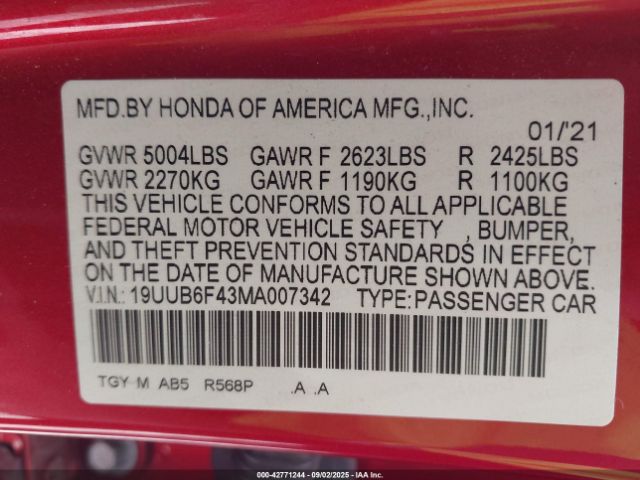 MFD.BY HONDA OF AMERICA MFG.,INC.
01/'21
GVWR 5004LBS GAWR F 2623LBS R 2425LBS
GVWR 2270KG GAWR F 1190KG R 1100KG
THIS VEHICLE CONFORMS TO ALL APPLICABLE
FEDERAL MOTOR VEHICLE SAFETY , BUMPER,
AND THEFT PREVENTION STANDARDS IN EFFECT
ON THE DATE OF MANUFACTURE SHOWN ABOVE.
V.I.N.: 19UUB6F43MA007342 TYPE:PASSENGER CAR
TGY M AB5 R568P .A .A
000-42771244 - 09/02/2025 - IAA Inc.